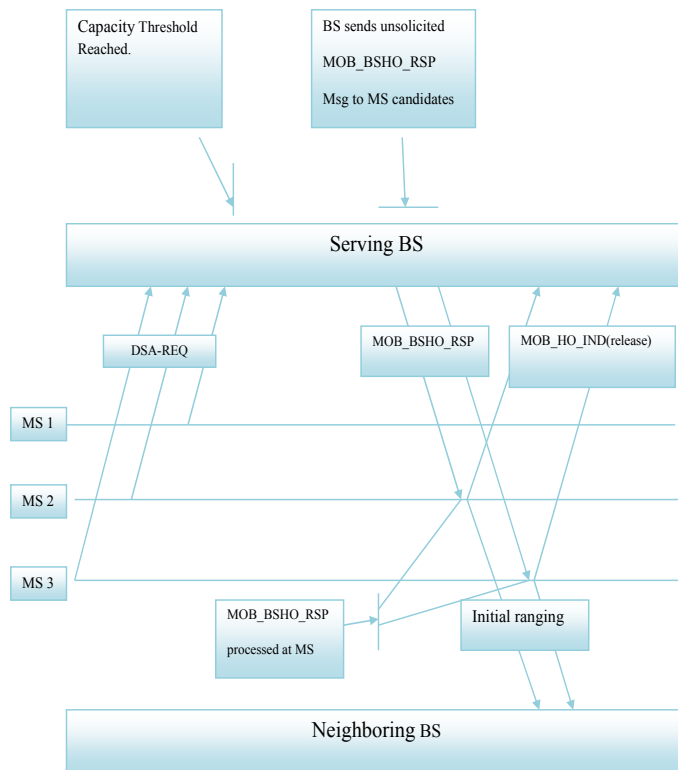 Capacity Threshold
Reached.
BS sends unsolicited
MOB_BSHO_RSP
Msg to MS candidates
Serving BS
DSA-REQ
MOB_BSHO_RSP
MOB_HO_IND(release)
MS 1
MS 2
MS 3
MOB_BSHO_RSP
processed at MS
Initial ranging
Neighboring BS